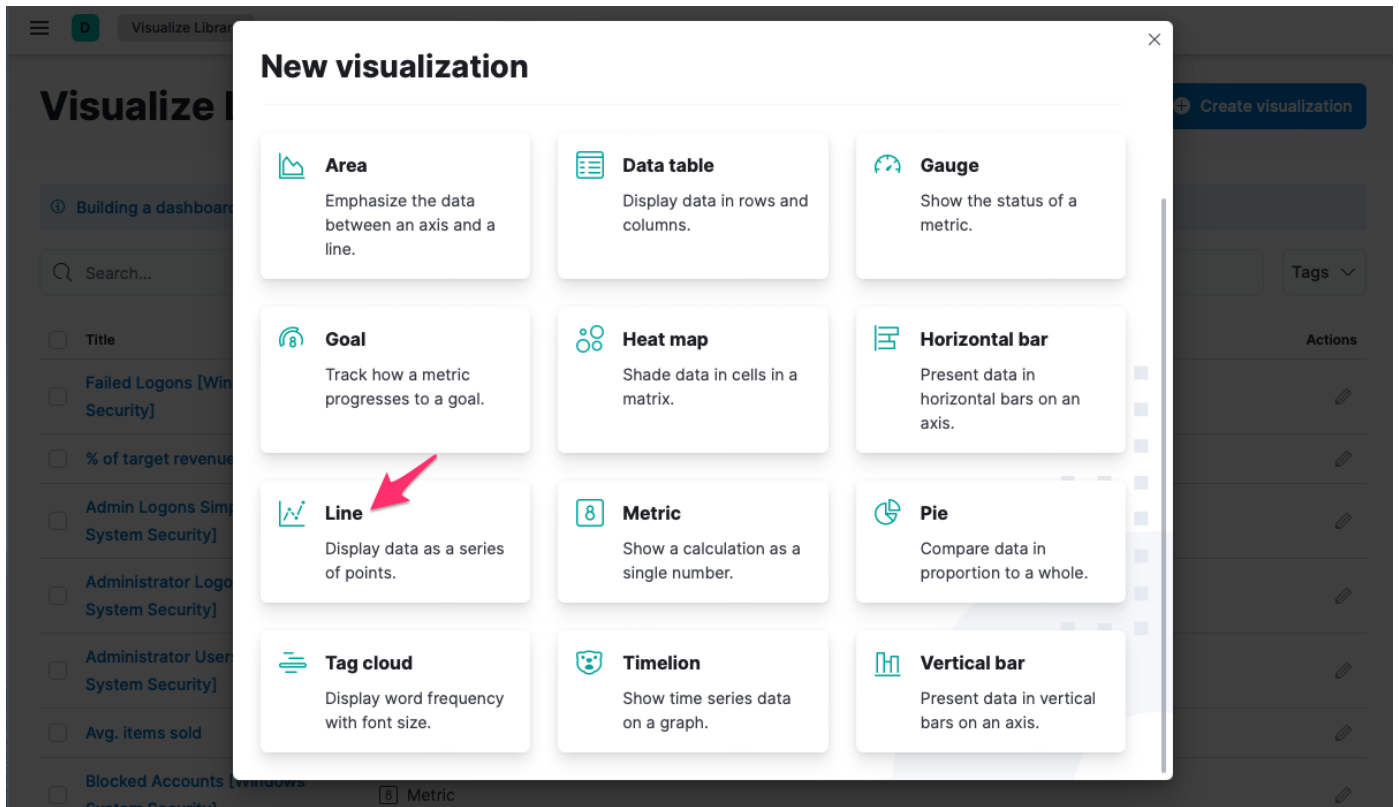 D
Visualize Librar
Visualize L
Create visualization
Building a dashboard
Search...
Tags
Title
Actions
Failed Logons [Win
Security]
% of target revenue
Admin Logons Simp
System Security]
Administrator Logo
System Security]
Administrator User
System Security]
Avg. items sold
Blocked Accounts [Windows
System Security]
8 Metric
New visualization
Area
Emphasize the data
between an axis and a
line.
Data table
Display data in rows and
columns.
Gauge
Show the status of a
metric.
8
Goal
Track how a metric
progresses to a goal.
Heat map
Shade data in cells in a
matrix.
Horizontal bar
Present data in
horizontal bars on an
axis.
Line
Display data as a series
of points.
8
Metric
Show a calculation as a
single number.
Pie
Compare data in
proportion to a whole.
Tag cloud
Display word frequency
with font size.
Timelion
Show time series data
on a graph.
Vertical bar
Present data in vertical
bars on an axis.